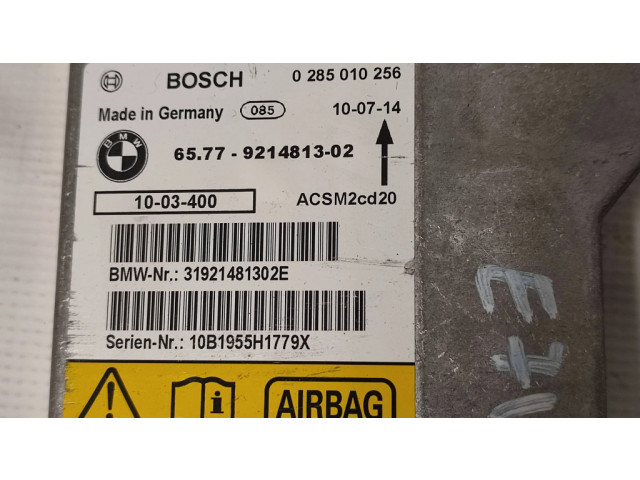 BOSCH 0 285 010 256
Made in Germany 085 10-07-14
BMW 65.77 - 9214813-02
10-03-400 ACSM2cd20
BMW-Nr.: 31921481302E
Serien-Nr.: 10B1955H1779X
AIRBAG